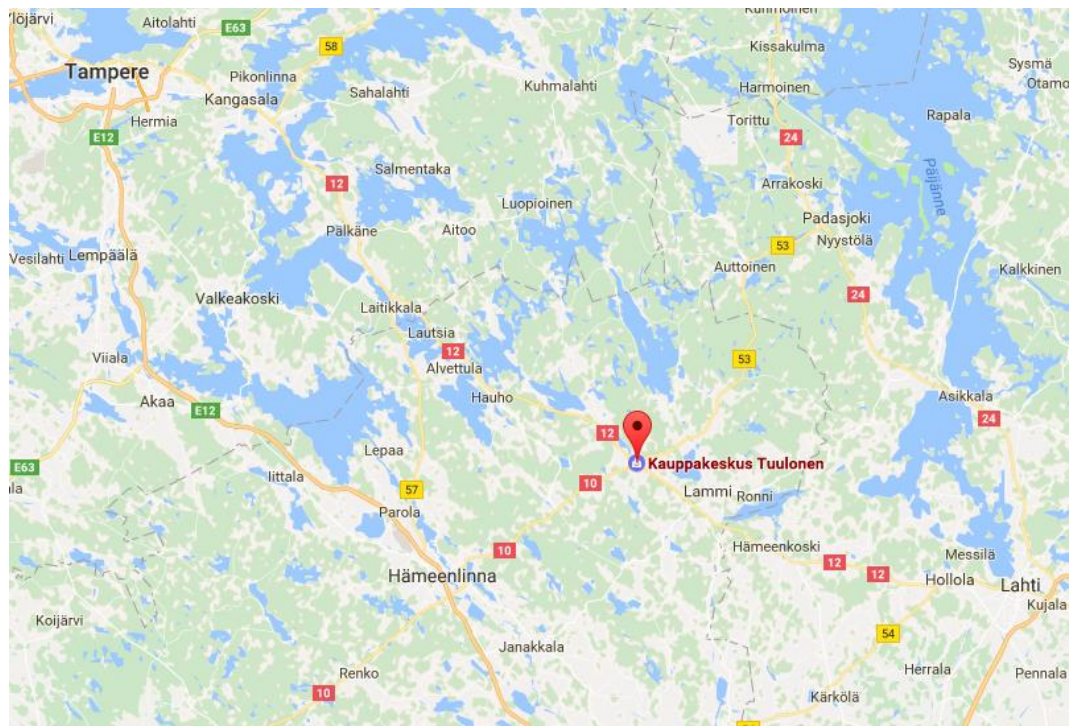 Ylöjärvi
Aitolahti
E63
58
Kuhmoinen
Kissakulma
Sysmä
Otamo
Tampere
Pikonlinna
Kangasala
Sahalahti
Kuhmalahti
Harmoinen
Torittu
Rapala
Hermia
E12
24
12
Salmentaka
Arrakoski
Päijänne
Luopioinen
Padasjoki
Pälkäne
Aitoo
Nyystölä
53
Vesilahti
Lempäälä
Auttoinen
Kalkkinen
Valkeakoski
24
Laitikkala
Lautsia
12
53
Viiala
Alvettula
Akaa
E12
Hauho
Asikkala
24
12
Lepaa
E63
ala
Iittala
Kauppakeskus Tuulonen
57
10
Lammi
Ronni
Parola
10
Hämeenkoski
Messilä
12
12
Hämeenlinna
Hollola
Lahti
Kujala
Koijärvi
54
Janakkala
Renko
Herrala
Pennala
10
Kärkölä